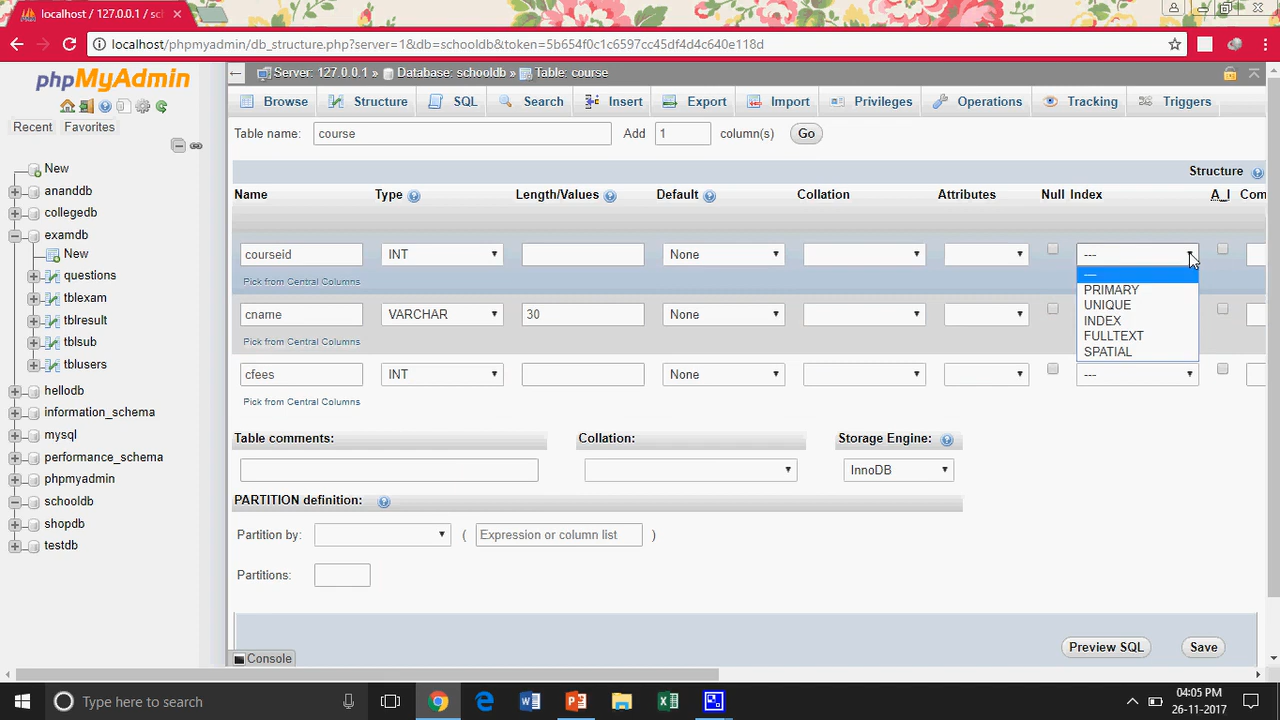 localhost / 127.0.0.1 / sc
localhost/phpmyadmin/db_structure.php?server=1&db=schooldb&token=5b654f0c1c6597cc45df4d4c640e118d
phpMyAdmin
Recent Favorites
New
ananddb
collegedb
examdb
New
questions
tblexam
tblresult
tblsub
tblusers
hellodb
information_schema
mysql
performance_schema
phpmyadmin
schooldb
shopdb
testdb
Server: 127.0.0.1 » Database: schooldb » Table: course
Browse Structure SQL Search Insert Export Import Privileges Operations Tracking Triggers
Table name: course Add 1 column(s) Go
Structure
Name Type Length/Values Default Collation Attributes Null Index A_I Com
courseid INT None ---
Pick from Central Columns
---
PRIMARY
UNIQUE
INDEX
FULLTEXT
SPATIAL
cname VARCHAR 30 None
Pick from Central Columns
cfees INT None ---
Pick from Central Columns
Table comments: Collation: Storage Engine:
InnoDB
PARTITION definition:
Partition by: ( Expression or column list )
Partitions:
Preview SQL Save
Console
Type here to search
04:05 PM
26-11-2017